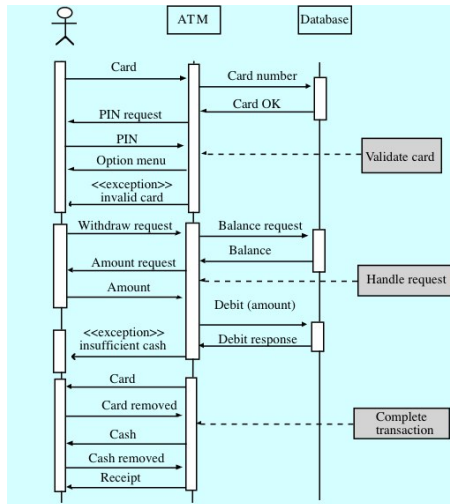 ATM
Database
Card
Card number
Card OK
PIN request
PIN
Option menu
Validate card
<<exception>>
invalid card
Withdraw request
Balance request
Balance
Amount request
Handle request
Amount
Debit (amount)
<<exception>>
insufficient cash
Debit response
Card
Card removed
Complete
transaction
Cash
Cash removed
Receipt